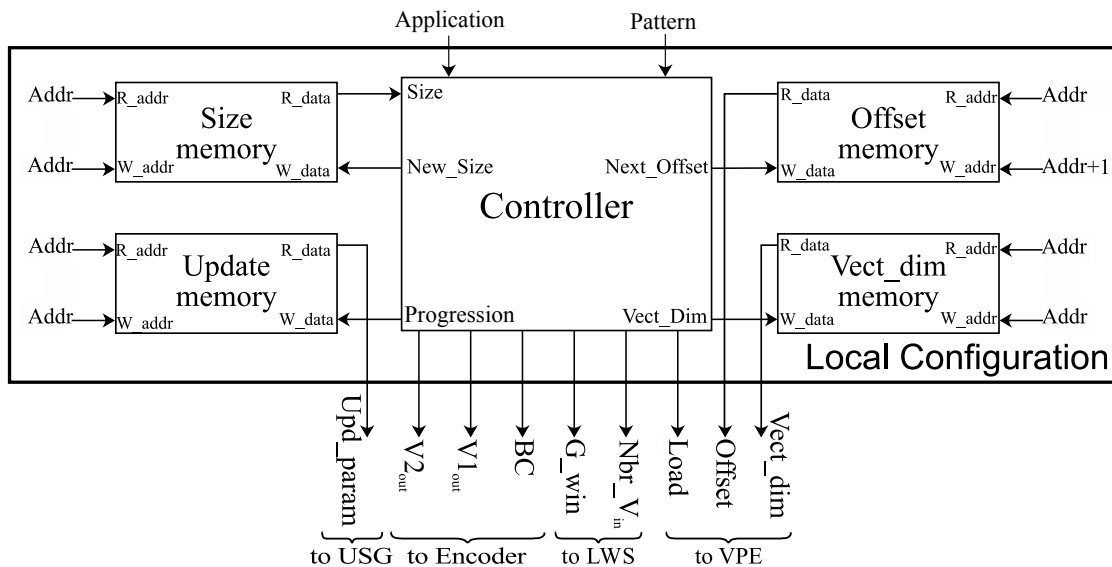 Application
Pattern
Addr
R_addr
R_data
Size
memory
Addr
W_addr
W_data
Size
New_Size
Next_Offset
Controller
R_data
R_addr
Addr
Offset
memory
W_data
W_addr
Addr+1
Addr
R_addr
R_data
Update
memory
Addr
W_addr
W_data
Progression
Vect_Dim
R_data
R_addr
Addr
Vect_dim
memory
W_data
W_addr
Addr
Local Configuration
Upd_param
V2out
V1out
BC
G_win
Nbr_Vin
Load
Offset
Vect_dim
to USG
to Encoder
to LWS
to VPE